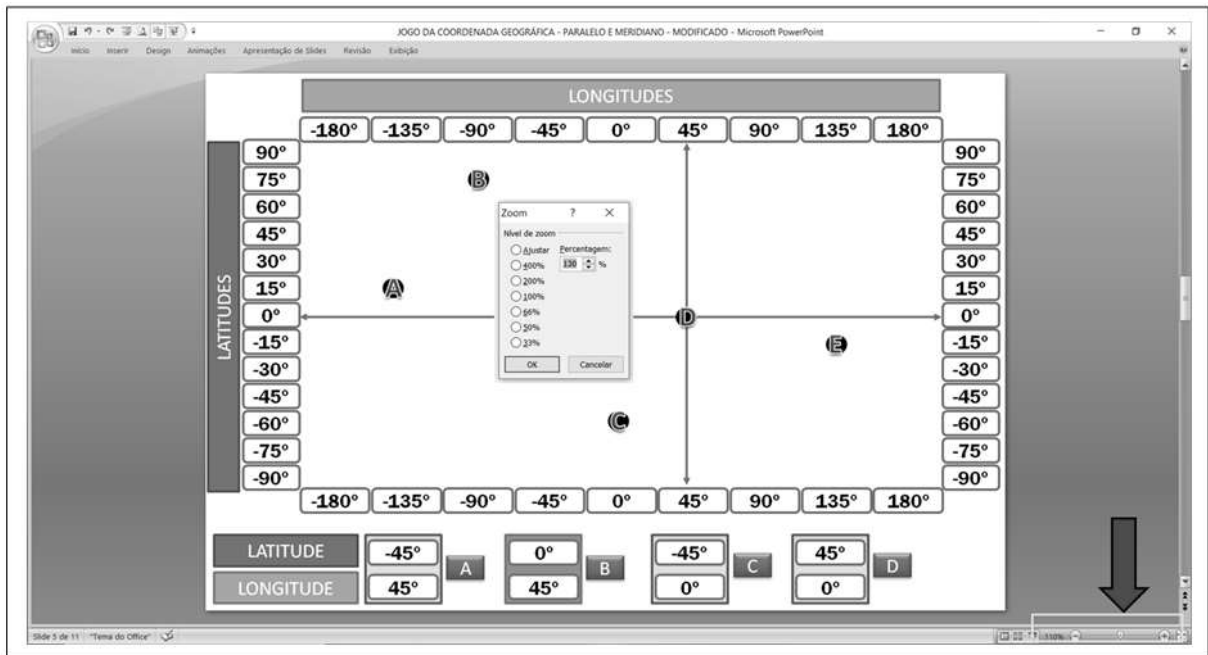 JOGO DA COORDENADA GEOGRÁFICA - PARALELO E MERIDIANO - MODIFICADO - Microsoft PowerPoint
Início Inserir Design Animações Apresentação de Slides Revisão Exibição
LONGITUDES
-180° -135° -90° -45° 0° 45° 90° 135° 180°
LATITUDES
90° 90°
75° B 75°
60° 60°
45° 45°
30° 30°
15° A 15°
0° D 0°
-15° E -15°
-30° -30°
-45° -45°
-60° C -60°
-75° -75°
-90° -90°
Zoom ? X
Nível de zoom
Ajustar Percentagem:
400% %
200%
100%
66%
50%
33%
OK Cancelar
-180° -135° -90° -45° 0° 45° 90° 135° 180°
LATITUDE -45° A 0° B -45° C 45° D
LONGITUDE 45° 45° 0° 0°
Slide 5 de 11 "Tema do Office" 110%